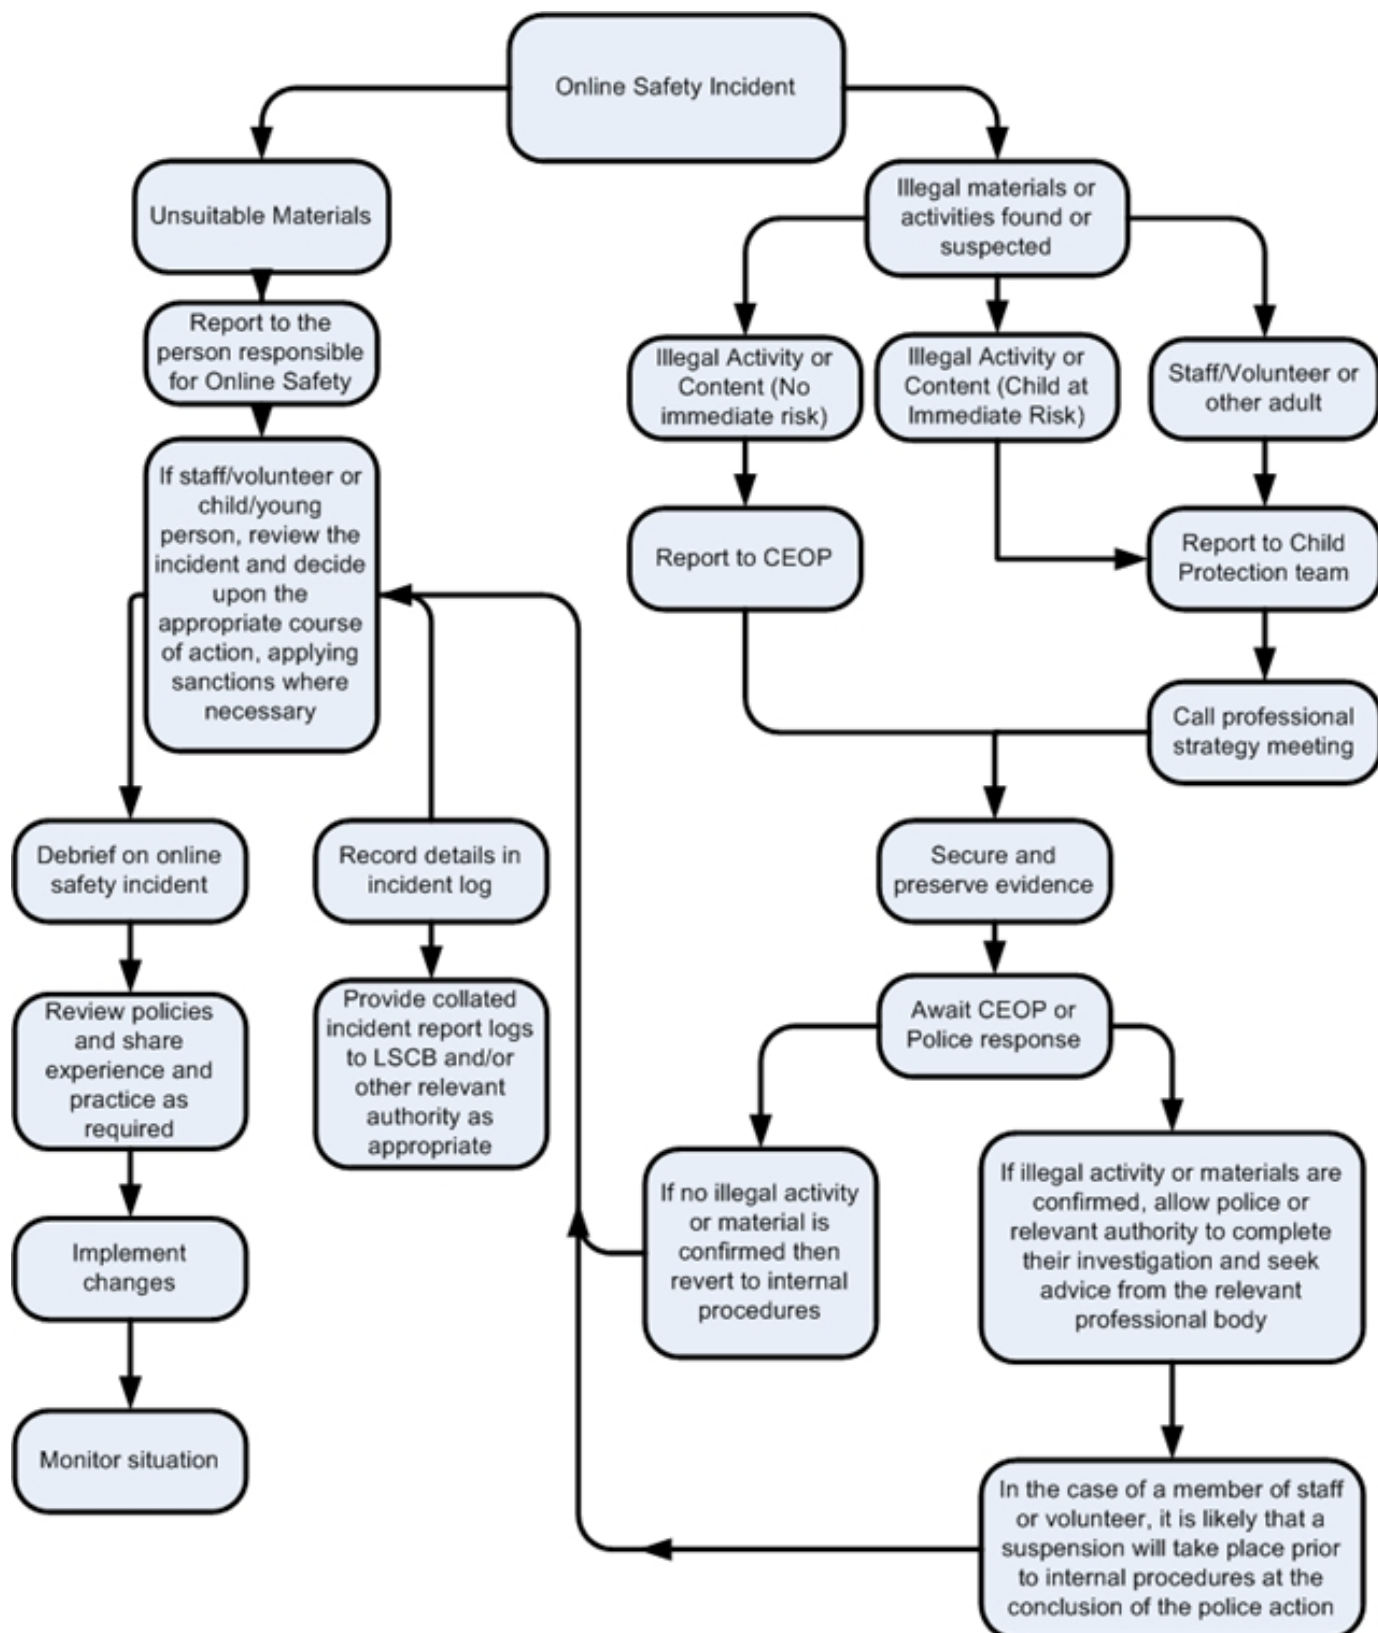 Online Safety Incident
Unsuitable Materials
Report to the
person responsible
for Online Safety
If staff/volunteer or
child/young
person, review the
incident and decide
upon the
appropriate course
of action, applying
sanctions where
necessary
Debrief on online
safety incident
Review policies
and share
experience and
practice as
required
Implement
changes
Monitor situation
Record details in
incident log
Provide collated
incident report logs
to LSCB and/or
other relevant
authority as
appropriate
Illegal materials or
activities found or
suspected
Illegal Activity or
Content (No
immediate risk)
Illegal Activity or
Content (Child at
Immediate Risk)
Staff/Volunteer or
other adult
Report to CEOP
Report to Child
Protection team
Call professional
strategy meeting
Secure and
preserve evidence
Await CEOP or
Police response
If no illegal activity
or material is
confirmed then
revert to internal
procedures
If illegal activity or materials are
confirmed, allow police or
relevant authority to complete
their investigation and seek
advice from the relevant
professional body
In the case of a member of staff
or volunteer, it is likely that a
suspension will take place prior
to internal procedures at the
conclusion of the police action